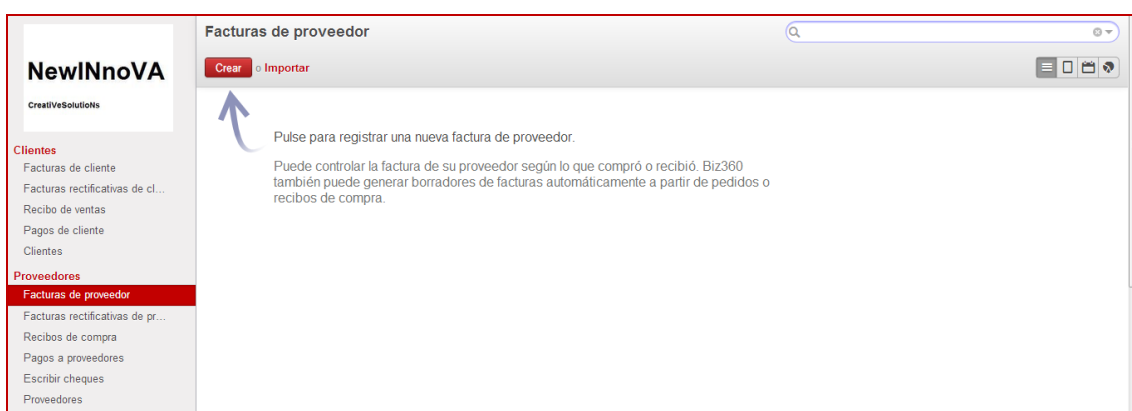 NewINnoVA
CreatiVeSolutioNs
Clientes
Facturas de cliente
Facturas rectificativas de cl...
Recibo de ventas
Pagos de cliente
Clientes
Proveedores
Facturas de proveedor
Facturas rectificativas de pr...
Recibos de compra
Pagos a proveedores
Escribir cheques
Proveedores
Facturas de proveedor
Crear o Importar
Pulse para registrar una nueva factura de proveedor.
Puede controlar la factura de su proveedor según lo que compró o recibió. Biz360
también puede generar borradores de facturas automáticamente a partir de pedidos o
recibos de compra.